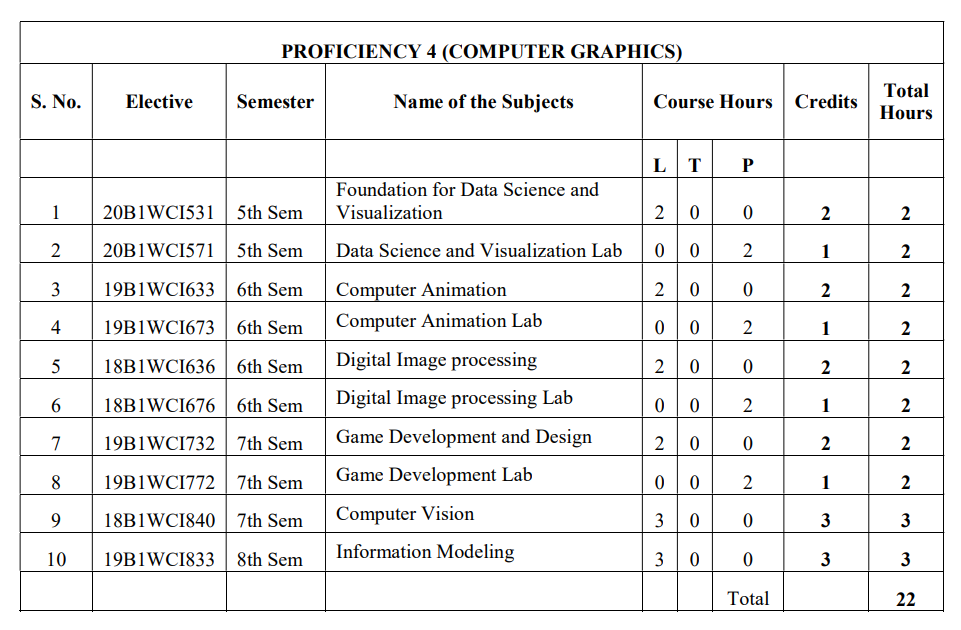 PROFICIENCY 4 (COMPUTER GRAPHICS)
S. No. Elective Semester Name of the Subjects Course Hours Credits Total Hours
L T P
1 20B1WCI531 5th Sem Foundation for Data Science and Visualization 2 0 0 2 2
2 20B1WCI571 5th Sem Data Science and Visualization Lab 0 0 2 1 2
3 19B1WCI633 6th Sem Computer Animation 2 0 0 2 2
4 19B1WCI673 6th Sem Computer Animation Lab 0 0 2 1 2
5 18B1WCI636 6th Sem Digital Image processing 2 0 0 2 2
6 18B1WCI676 6th Sem Digital Image processing Lab 0 0 2 1 2
7 19B1WCI732 7th Sem Game Development and Design 2 0 0 2 2
8 19B1WCI772 7th Sem Game Development Lab 0 0 2 1 2
9 18B1WCI840 7th Sem Computer Vision 3 0 0 3 3
10 19B1WCI833 8th Sem Information Modeling 3 0 0 3 3
Total 22